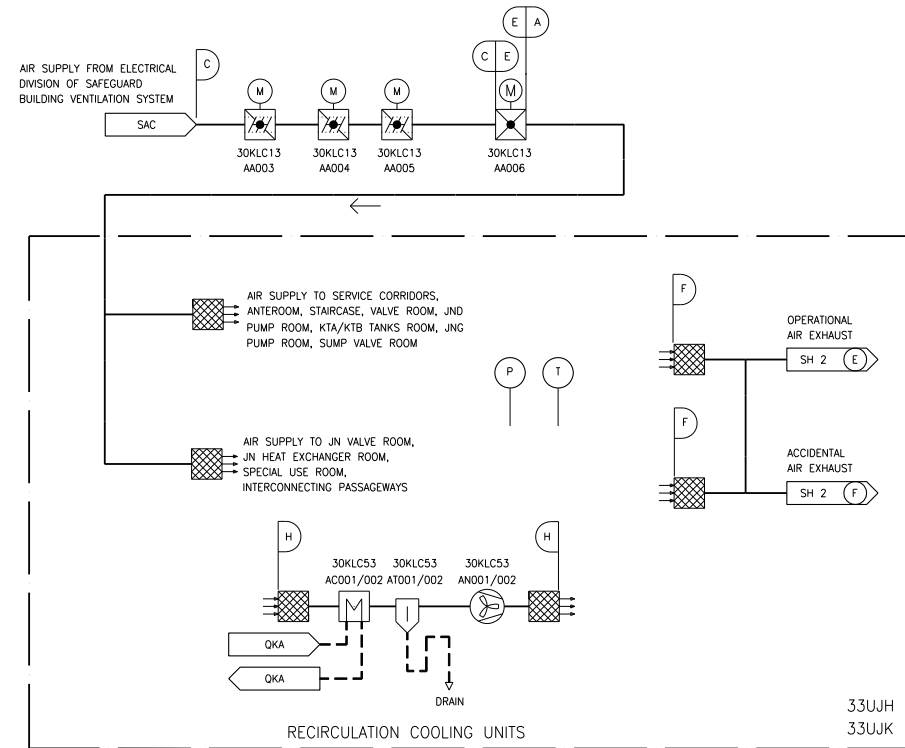 E A
C
C E
AIR SUPPLY FROM ELECTRICAL
DIVISION OF SAFEGUARD
BUILDING VENTILATION SYSTEM
M
M
M
M
SAC
30KLC13
AA003
30KLC13
AA004
30KLC13
AA005
30KLC13
AA006
AIR SUPPLY TO SERVICE CORRIDORS,
ANTEROOM, STAIRCASE, VALVE ROOM, JND
PUMP ROOM, KTA/KTB TANKS ROOM, JNG
PUMP ROOM, SUMP VALVE ROOM
F
OPERATIONAL
AIR EXHAUST
SH 2 E
P
T
F
AIR SUPPLY TO JN VALVE ROOM,
JN HEAT EXCHANGER ROOM,
SPECIAL USE ROOM,
INTERCONNECTING PASSAGEWAYS
ACCIDENTAL
AIR EXHAUST
SH 2 F
H
H
30KLC53
AC001/002
30KLC53
AT001/002
30KLC53
AN001/002
QKA
QKA
DRAIN
RECIRCULATION COOLING UNITS
33UJH
33UJK